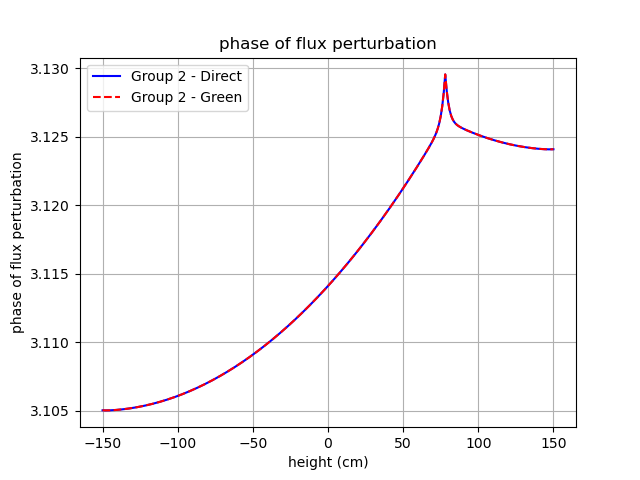 phase of flux perturbation
Group 2 - Direct
Group 2 - Green
phase of flux perturbation
3.130
3.125
3.120
3.115
3.110
3.105
−150
−100
−50
0
50
100
150
height (cm)